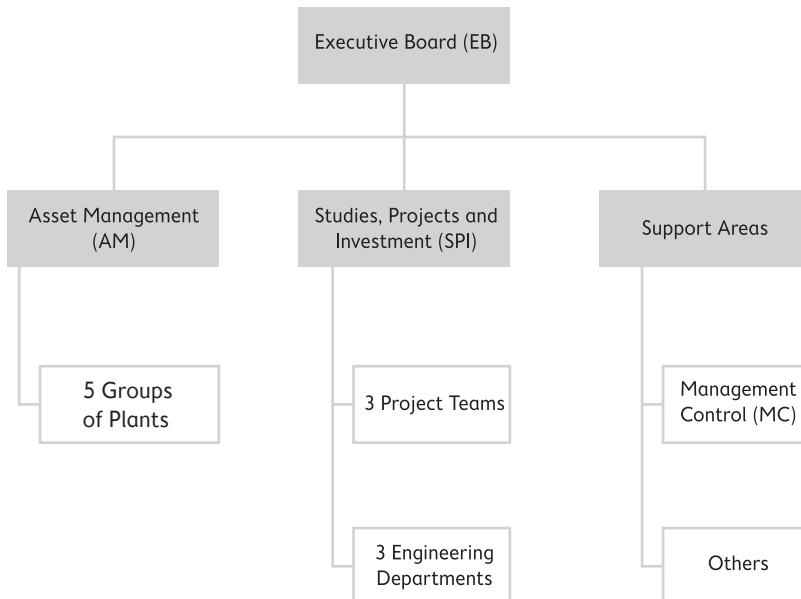 Executive Board (EB)
Asset Management
(AM)
Studies, Projects and
Investment (SPI)
Support Areas
5 Groups
of Plants
3 Project Teams
Management
Control (MC)
3 Engineering
Departments
Others